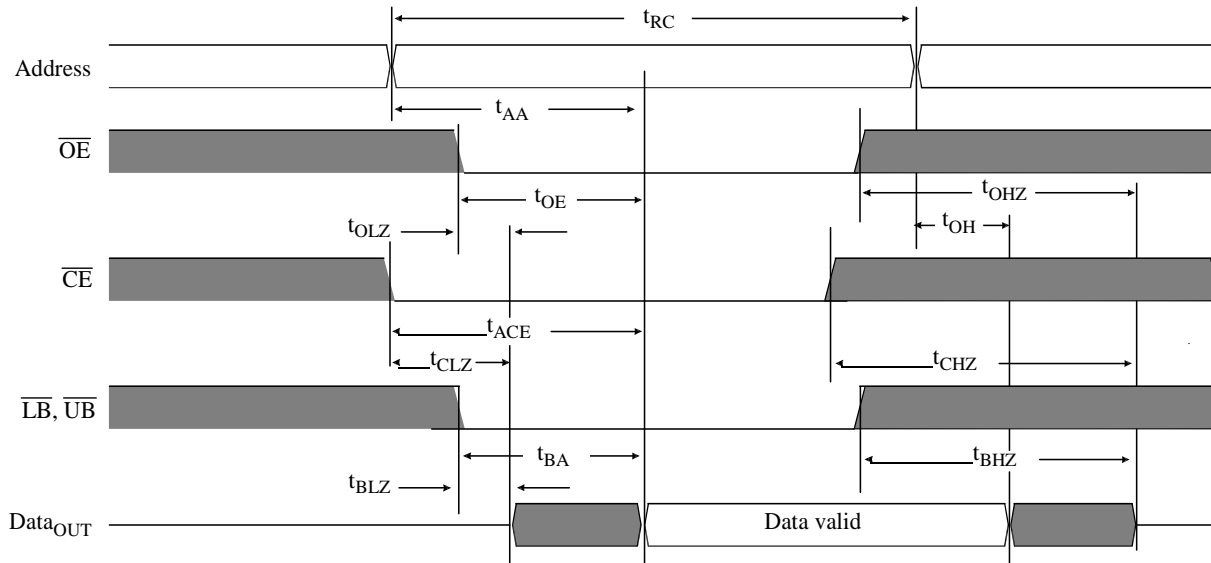 tRC
Address
tAA
OE
tOE
tOHZ
tOLZ
tOH
CE
tACE
tCLZ
tCHZ
LB, UB
tBA
tBHZ
tBLZ
DataOUT
Data valid